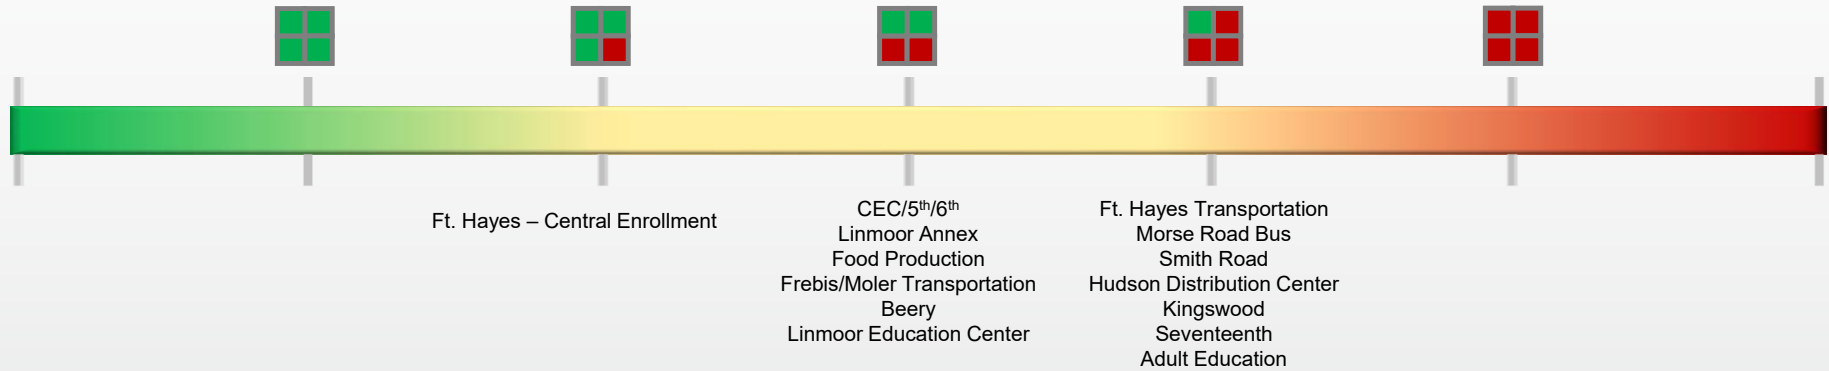 Ft. Hayes – Central Enrollment
CEC/5th/6th
Linmoor Annex
Food Production
Frebis/Moler Transportation
Beery
Linmoor Education Center
Ft. Hayes Transportation
Morse Road Bus
Smith Road
Hudson Distribution Center
Kingswood
Seventeenth
Adult Education